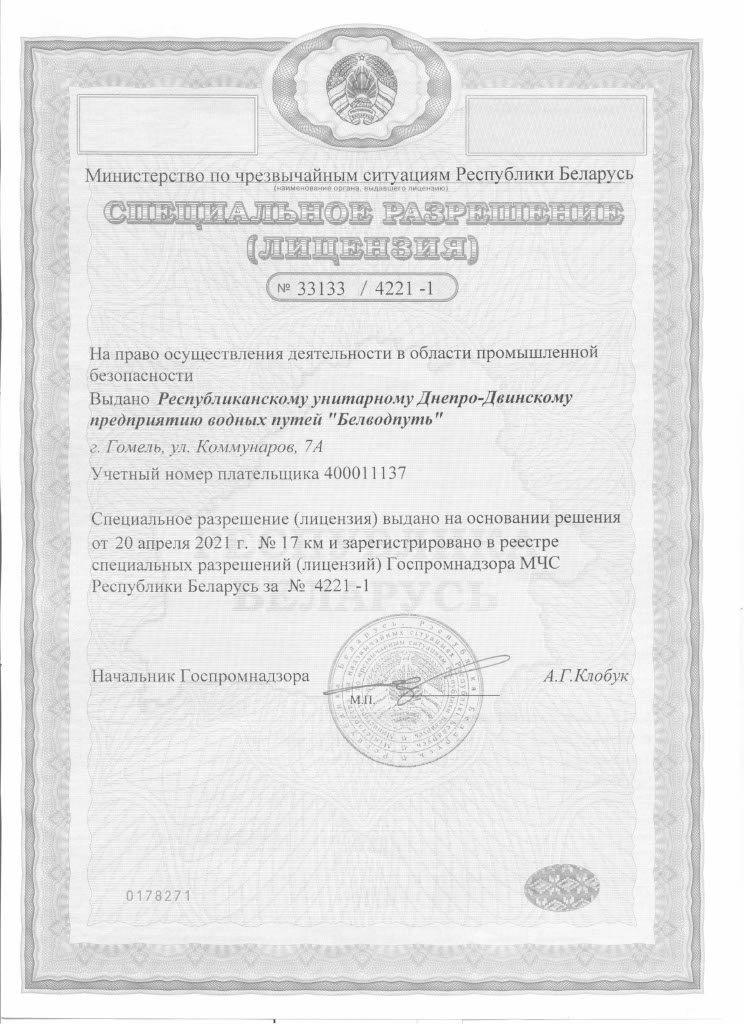 Министерство по чрезвычайным ситуациям Республики Беларусь
(наименование органа, выдавшего лицензию)
СПЕЦИАЛЬНОЕ РАЗРЕШЕНИЕ
(ЛИЦЕНЗИЯ)
№ 33133 / 4221 -1
На право осуществления деятельности в области промышленной
безопасности
Выдано Республиканскому унитарному Днепро-Двинскому
предприятию водных путей "Белводпуть"
г. Гомель, ул. Коммунаров, 7А
Учетный номер плательщика 400011137
Специальное разрешение (лицензия) выдано на основании решения
от 20 апреля 2021 г. № 17 км и зарегистрировано в реестре
специальных разрешений (лицензий) Госпромнадзора МЧС
Республики Беларусь за № 4221 -1
БЕЛАРУСЬ
Начальник Госпромнадзора
А.Г.Клобук
М.П.
0178271